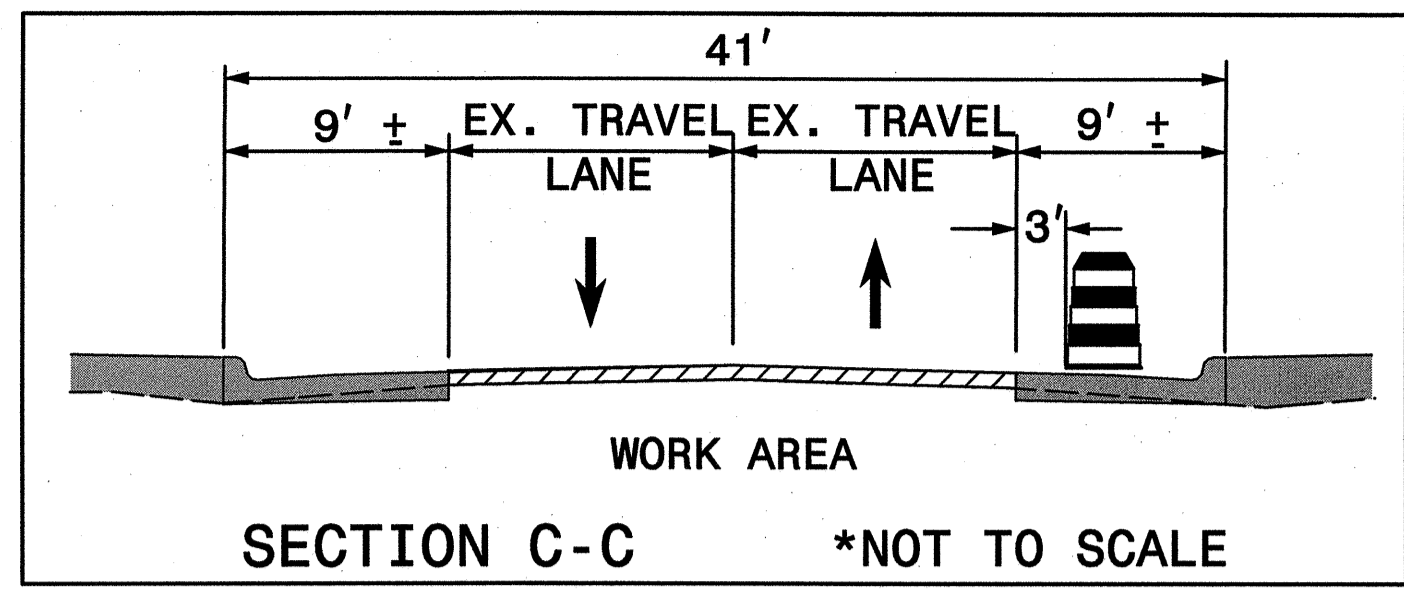 41'
9' ± EX. TRAVEL EX. TRAVEL 9' ±
LANE LANE
3'
WORK AREA
SECTION C-C *NOT TO SCALE